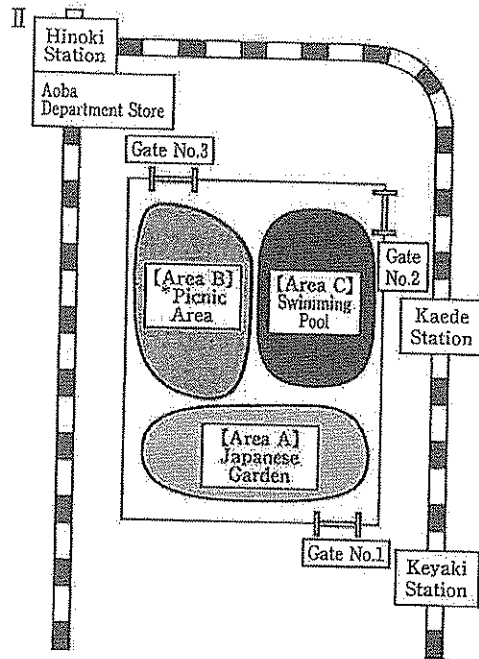 II
Hinoki
Station
Aoba
Department Store
Gate No.3
Gate
No.2
[Area B]
*Picnic
Area
[Area C]
Swimming
Pool
Kaede
Station
[Area A]
Japanese
Garden
Gate No.1
Keyaki
Station